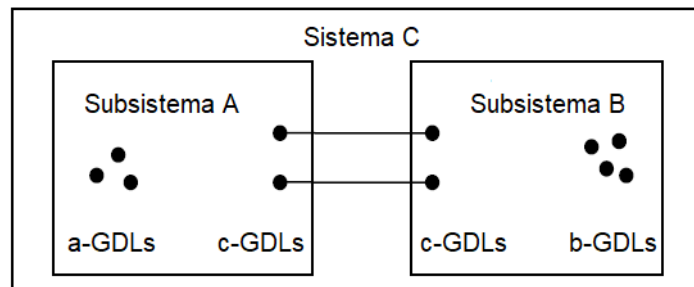 Sistema C
Subsistema A
Subsistema B
a-GDLs
c-GDLs
c-GDLs
b-GDLs